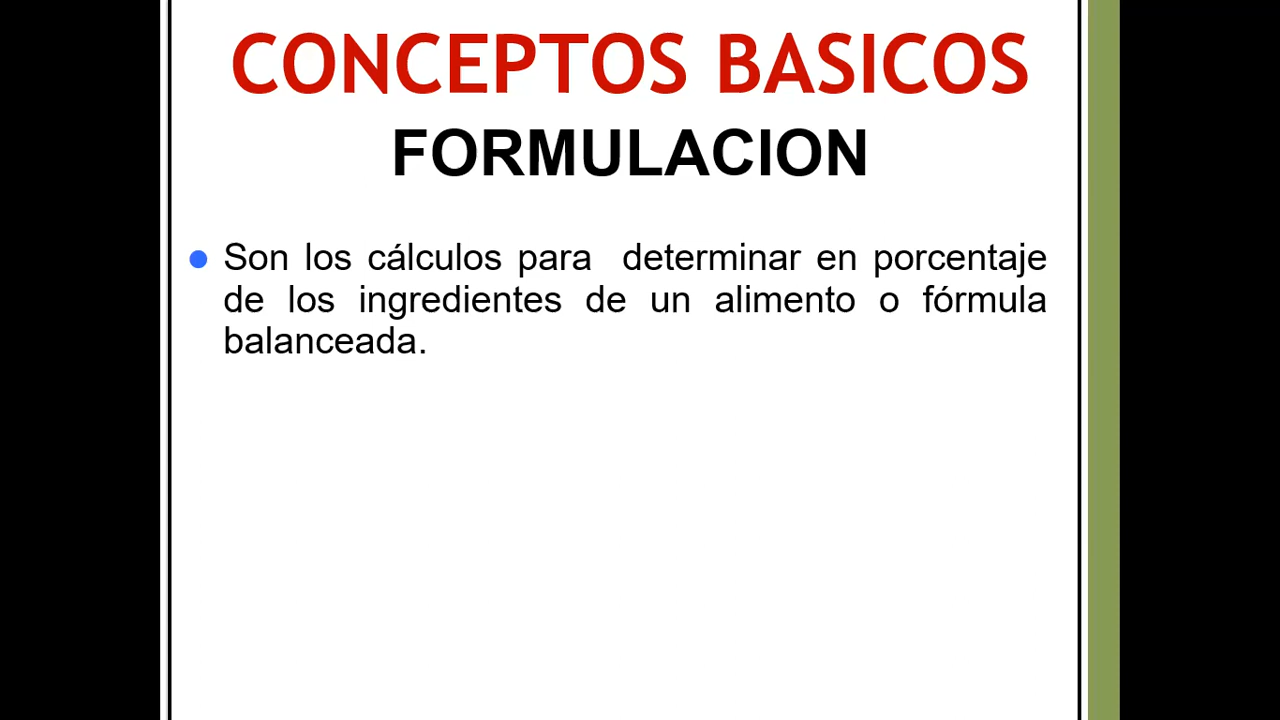 CONCEPTOS BASICOS
FORMULACION
Son los cálculos para determinar en porcentaje
de los ingredientes de un alimento o fórmula
balanceada.